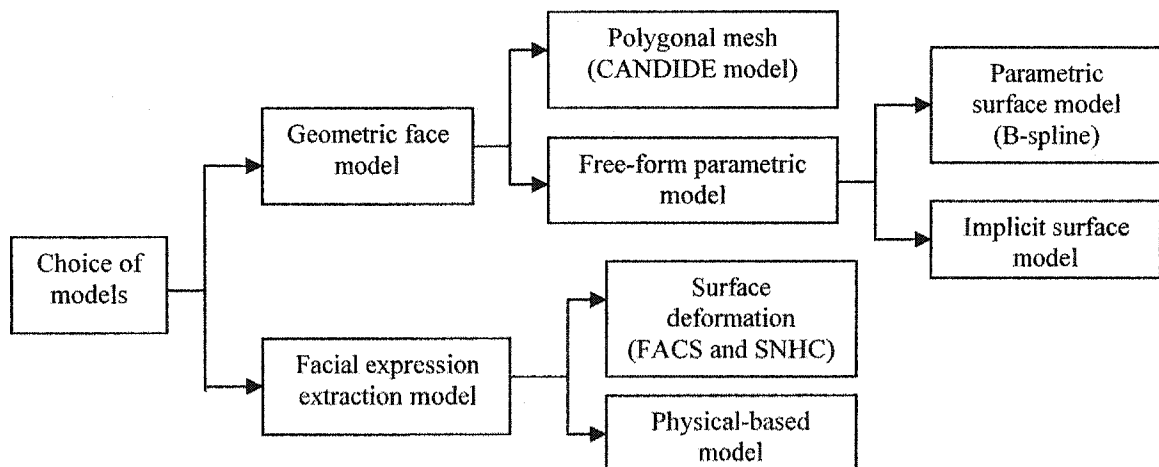 Polygonal mesh
(CANDIDE model)
Parametric
surface model
(B-spline)
Geometric face
model
Free-form parametric
model
Implicit surface
model
Choice of
models
Surface
deformation
(FACS and SNHC)
Facial expression
extraction model
Physical-based
model